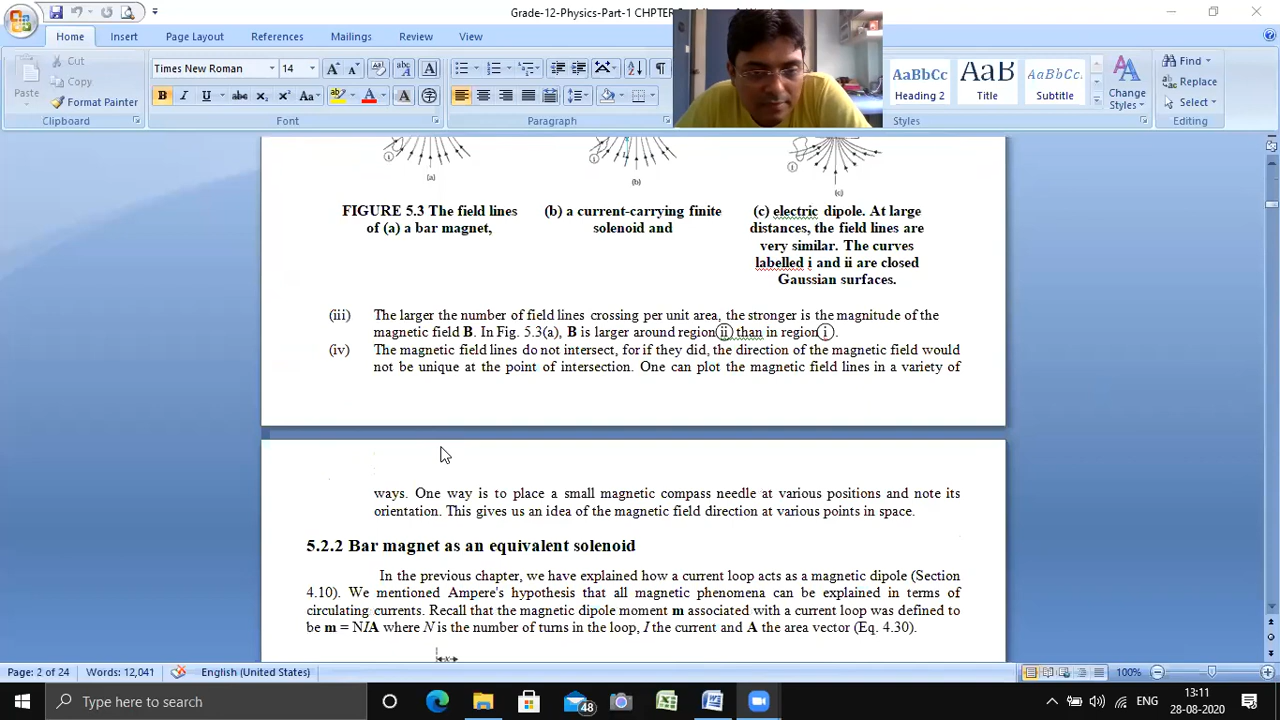 Grade-12-Physics-Part-1 CHPTER
Home Insert Page Layout References Mailings Review View
Cut
Copy
Format Painter
Paste
Clipboard
Times New Roman 14
Font
Paragraph
AaBbCc AaB AaBbCc
Heading 2 Title Subtitle
Change
Styles
Styles
Find
Replace
Select
Editing
(a) (b) (c)
FIGURE 5.3 The field lines
of (a) a bar magnet,
(b) a current-carrying finite
solenoid and
(c) electric dipole. At large
distances, the field lines are
very similar. The curves
labelled i and ii are closed
Gaussian surfaces.
(iii) The larger the number of field lines crossing per unit area, the stronger is the magnitude of the
magnetic field B. In Fig. 5.3(a), B is larger around region ii than in region i .
(iv) The magnetic field lines do not intersect, for if they did, the direction of the magnetic field would
not be unique at the point of intersection. One can plot the magnetic field lines in a variety of
ways. One way is to place a small magnetic compass needle at various positions and note its
orientation. This gives us an idea of the magnetic field direction at various points in space.
5.2.2 Bar magnet as an equivalent solenoid
In the previous chapter, we have explained how a current loop acts as a magnetic dipole (Section
4.10). We mentioned Ampere's hypothesis that all magnetic phenomena can be explained in terms of
circulating currents. Recall that the magnetic dipole moment m associated with a current loop was defined to
be m = NIA where N is the number of turns in the loop, I the current and A the area vector (Eq. 4.30).
x
Page: 2 of 24 Words: 12,041 English (United States) 100%
Type here to search
48
ENG
13:11
28-08-2020